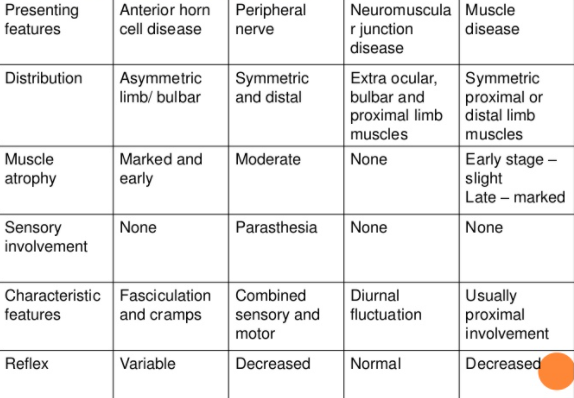 Presenting features
Anterior horn cell disease
Peripheral nerve
Neuromuscula r junction disease
Muscle disease
Distribution
Asymmetric limb/ bulbar
Symmetric and distal
Extra ocular, bulbar and proximal limb muscles
Symmetric proximal or distal limb muscles
Muscle atrophy
Marked and early
Moderate
None
Early stage – slight
Late – marked
Sensory involvement
None
Parasthesia
None
None
Characteristic features
Fasciculation and cramps
Combined sensory and motor
Diurnal fluctuation
Usually proximal involvement
Reflex
Variable
Decreased
Normal
Decreased